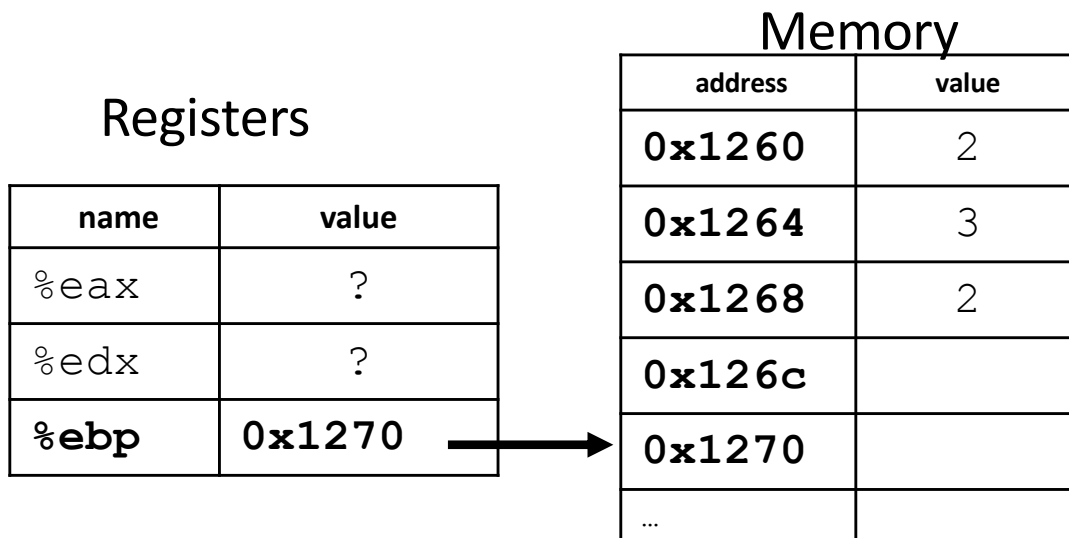 Registers
name value
%eax ?
%edx ?
%ebp 0x1270
Memory
address value
0x1260 2
0x1264 3
0x1268 2
0x126c
0x1270
…